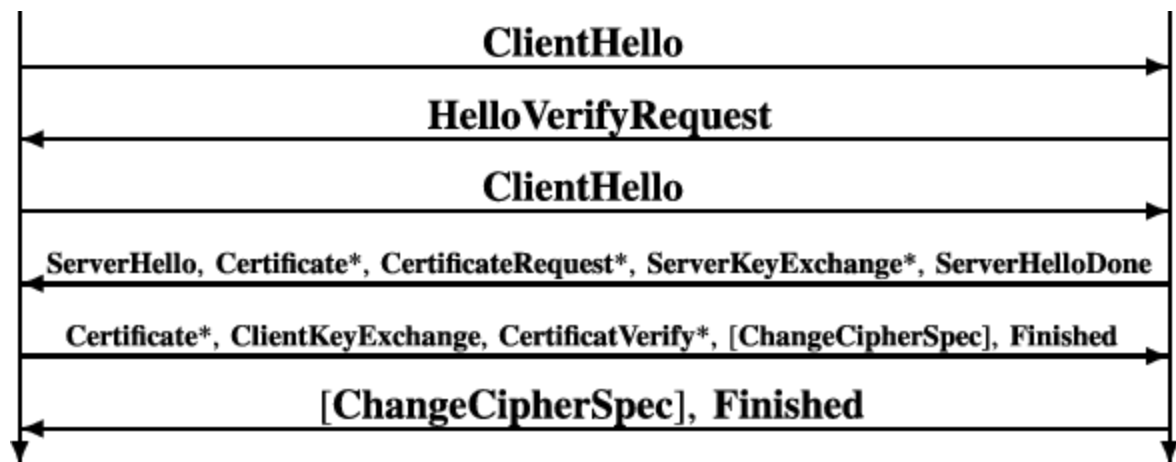 ClientHello
HelloVerifyRequest
ClientHello
ServerHello, Certificate*, CertificateRequest*, ServerKeyExchange*, ServerHelloDone
Certificate*, ClientKeyExchange, CertificatVerify*, [ChangeCipherSpec], Finished
[ChangeCipherSpec], Finished